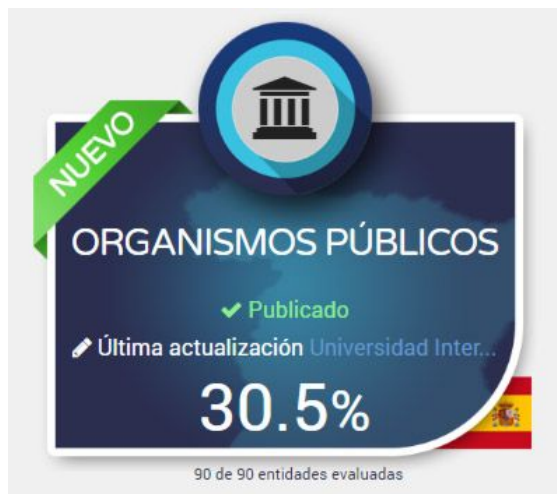 NUEVO
ORGANISMOS PÚBLICOS
Publicado
Última actualización Universidad Inter...
30.5%
90 de 90 entidades evaluadas